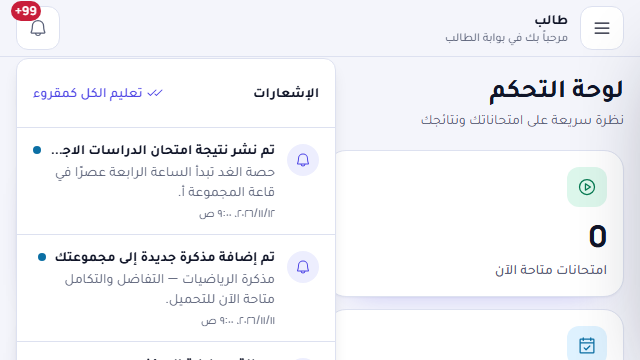 طالب
مرحباً بك في بوابة الطالب
+99
لوحة التحكم
نظرة سريعة على امتحاناتك ونتائجك
0
امتحانات متاحة الآن
الإشعارات
تعليم الكل كمقروء
تم نشر نتيجة امتحان الدراسات الاجـ...
حصة الغد تبدأ الساعة الرابعة عصرًا في
قاعة المجموعة أ.
٢٠٢٦/١١/١٢، ٩:٠٠ ص
تم إضافة مذكرة جديدة إلى مجموعتك
مذكرة الرياضيات — التفاضل والتكامل
متاحة الآن للتحميل.
٢٠٢٦/١١/١١، ٩:٠٠ ص